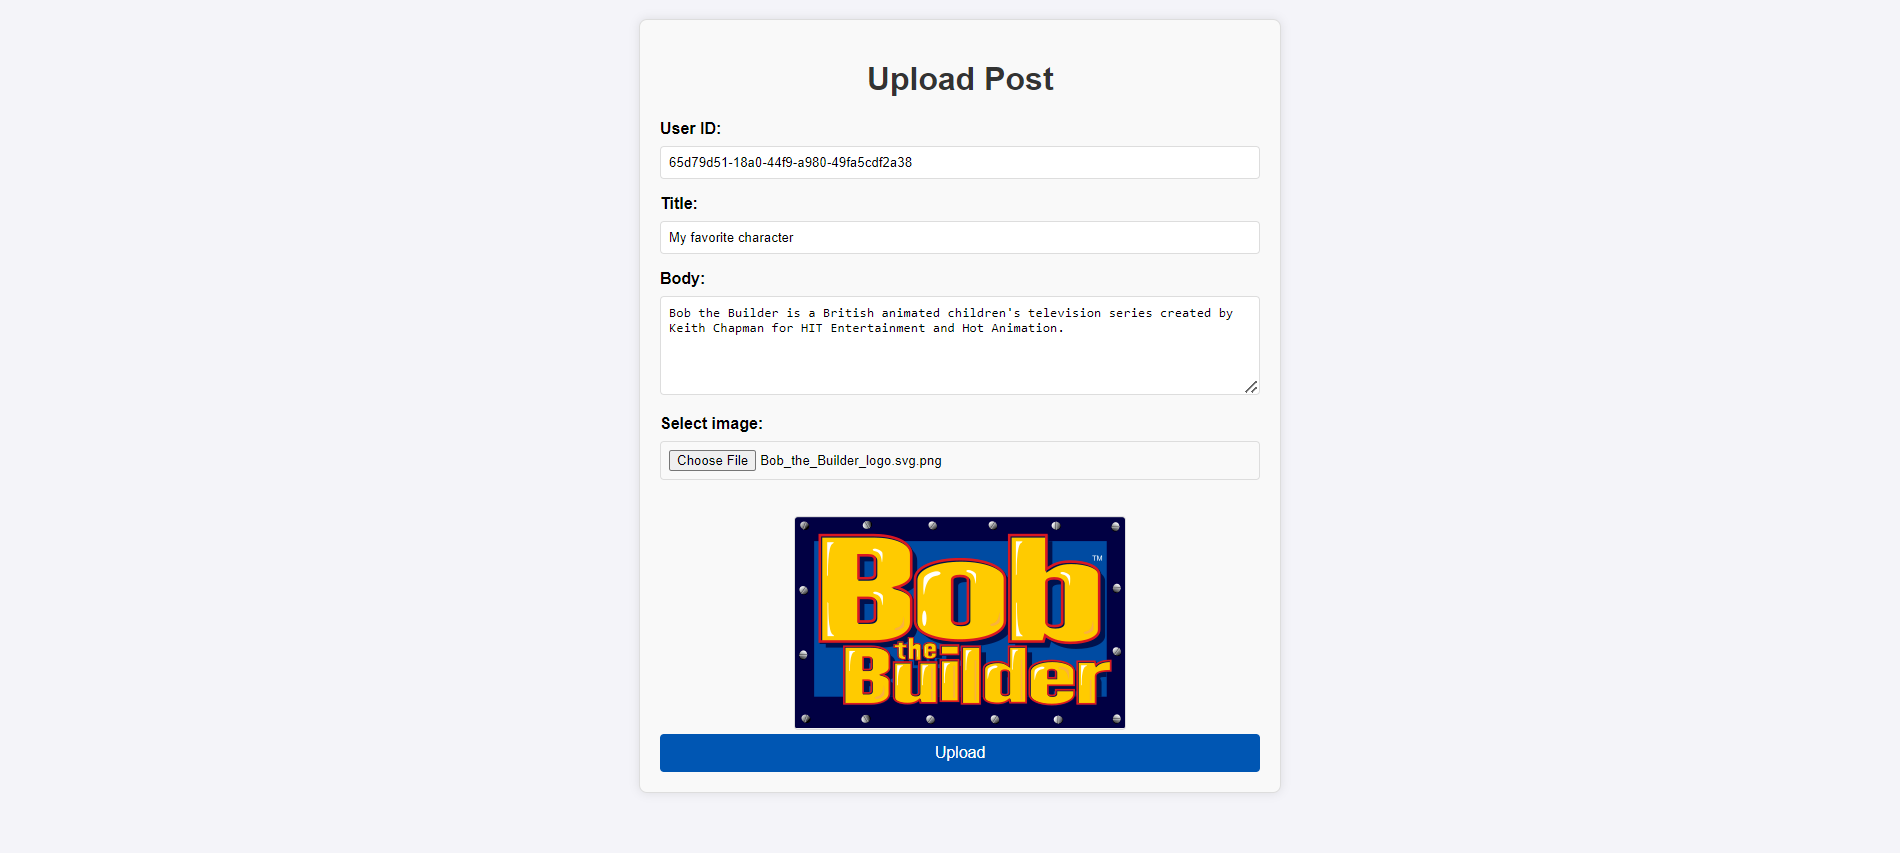 Upload Post
User ID:
65d79d51-18a0-44f9-a980-49fa5cdf2a38
Title:
My favorite character
Body:
Bob the Builder is a British animated children's television series created by
Keith Chapman for HIT Entertainment and Hot Animation.
Select image:
Choose File Bob_the_Builder_logo.svg.png
Bob ™
the
Builder
Upload